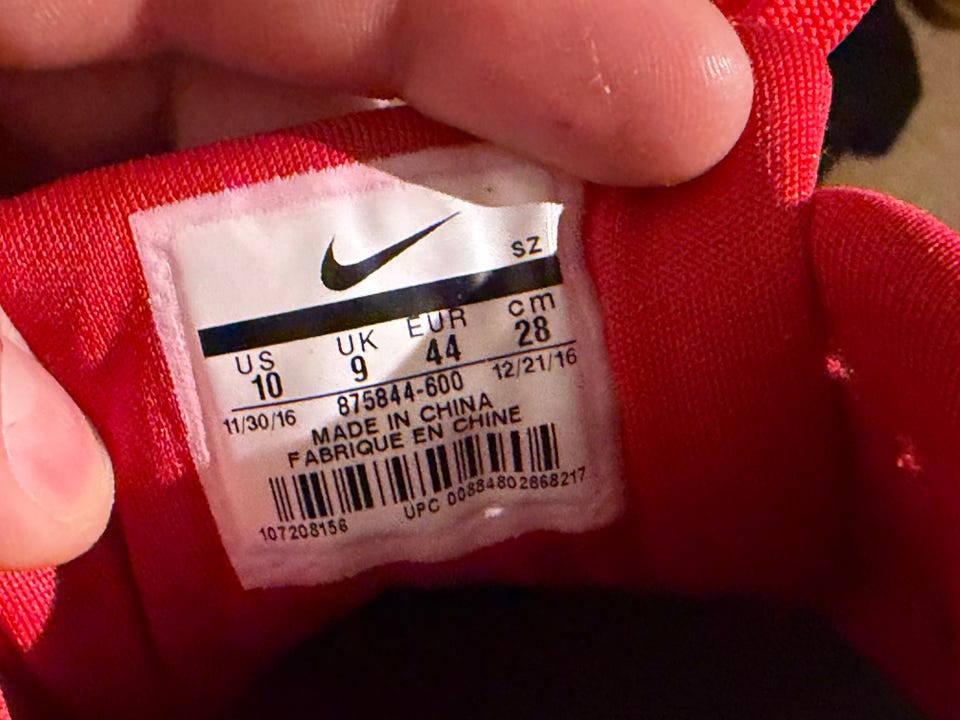 SZ
US UK EUR cm
10 9 44 28
11/30/16 875844-600 12/21/16
MADE IN CHINA
FABRIQUE EN CHINE
107208156 UPC 00884802868217